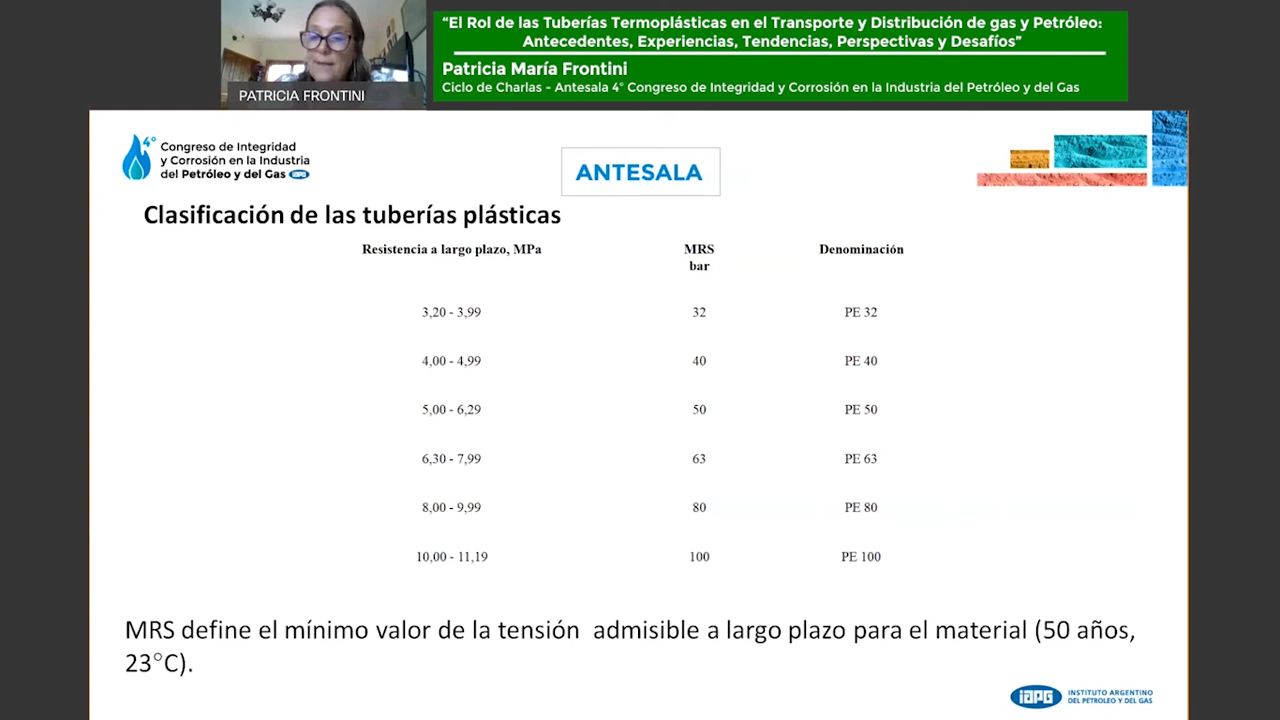 “El Rol de las Tuberías Termoplásticas en el Transporte y Distribución de gas y Petróleo:
Antecedentes, Experiencias, Tendencias, Perspectivas y Desafíos”
Patricia María Frontini
Ciclo de Charlas - Antesala 4° Congreso de Integridad y Corrosión en la Industria del Petróleo y del Gas
PATRICIA FRONTINI
4°
Congreso de Integridad
y Corrosión en la Industria
del Petróleo y del Gas iapg
ANTESALA
Clasificación de las tuberías plásticas
Resistencia a largo plazo, MPa MRS bar Denominación
3,20 - 3,99 32 PE 32
4,00 - 4,99 40 PE 40
5,00 - 6,29 50 PE 50
6,30 - 7,99 63 PE 63
8,00 - 9,99 80 PE 80
10,00 - 11,19 100 PE 100
MRS define el mínimo valor de la tensión admisible a largo plazo para el material (50 años,
23°C).
iapg INSTITUTO ARGENTINO
DEL PETROLEO Y DEL GAS